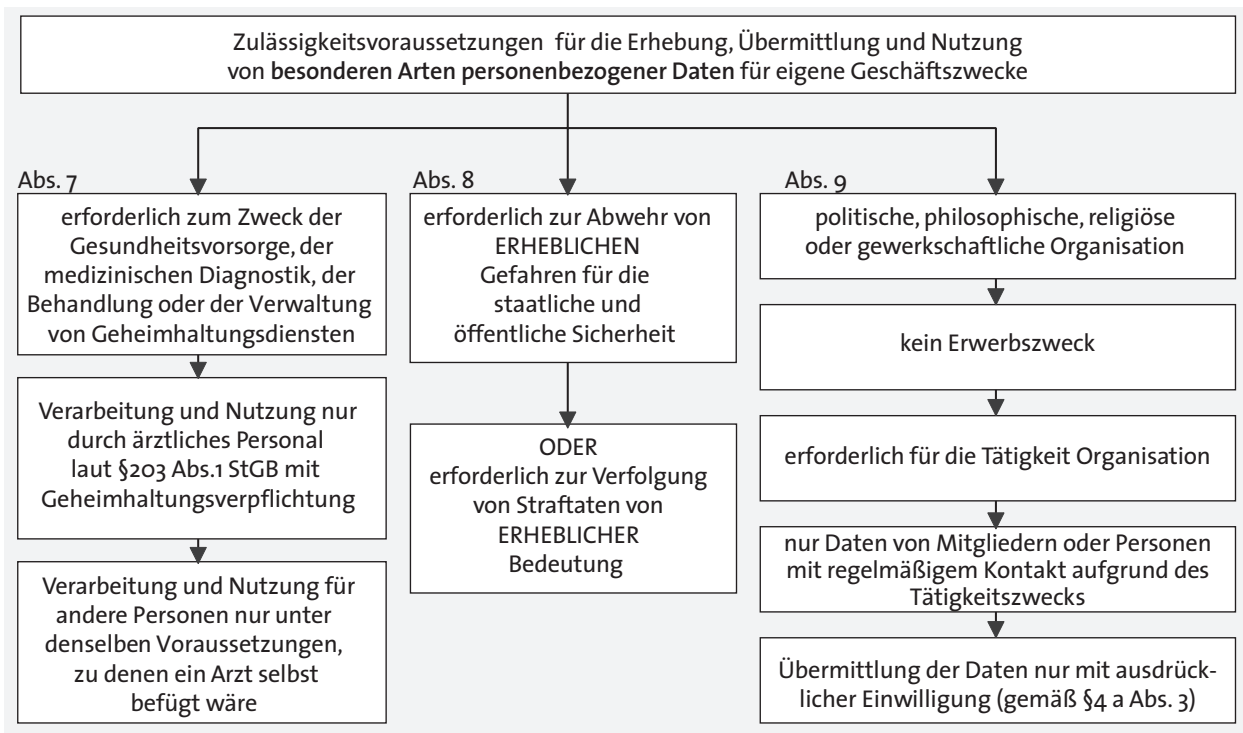 Zulässigkeitsvoraussetzungen für die Erhebung, Übermittlung und Nutzung
von besonderen Arten personenbezogener Daten für eigene Geschäftszwecke
Abs. 7
erforderlich zum Zweck der
Gesundheitsvorsorge, der
medizinischen Diagnostik, der
Behandlung oder der Verwaltung
von Geheimhaltungsdiensten
Verarbeitung und Nutzung nur
durch ärztliches Personal
laut §203 Abs.1 StGB mit
Geheimhaltungsverpflichtung
Verarbeitung und Nutzung für
andere Personen nur unter
denselben Voraussetzungen,
zu denen ein Arzt selbst
befügt wäre
Abs. 8
erforderlich zur Abwehr von
ERHEBLICHEN
Gefahren für die
staatliche und
öffentliche Sicherheit
ODER
erforderlich zur Verfolgung
von Straftaten von
ERHEBLICHER
Bedeutung
Abs. 9
politische, philosophische, religiöse
oder gewerkschaftliche Organisation
kein Erwerbszweck
erforderlich für die Tätigkeit Organisation
nur Daten von Mitgliedern oder Personen
mit regelmäßigem Kontakt aufgrund des
Tätigkeitszwecks
Übermittlung der Daten nur mit ausdrück-
licher Einwilligung (gemäß §4 a Abs. 3)